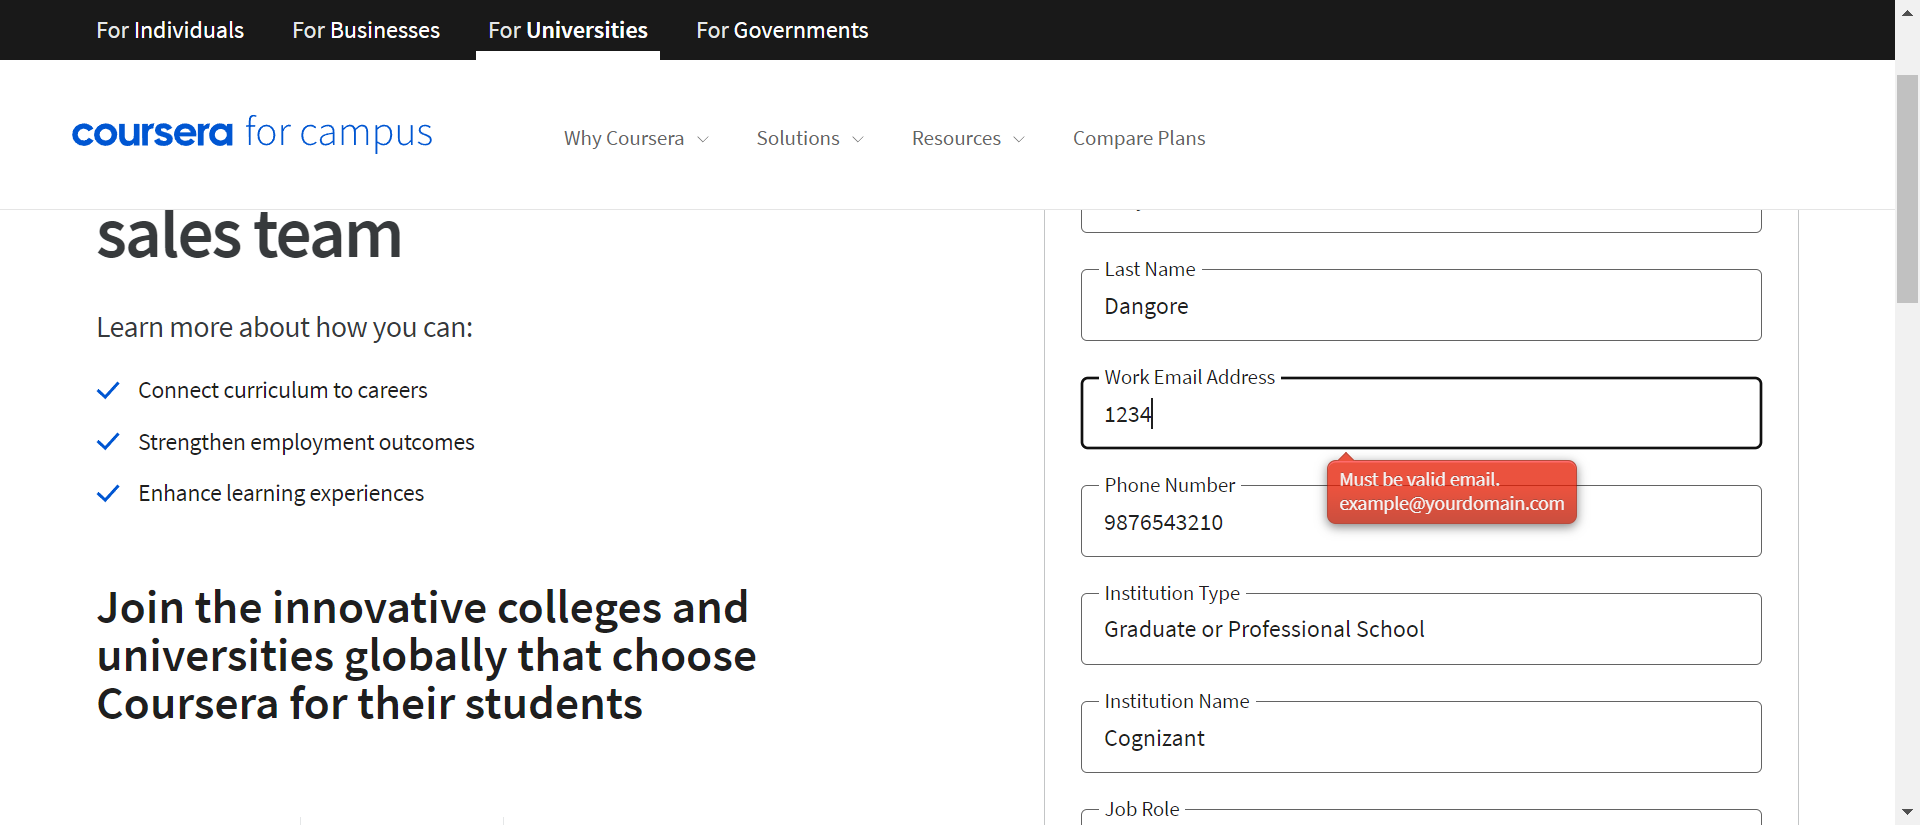 For Individuals For Businesses For Universities For Governments
coursera for campus Why Coursera Solutions Resources Compare Plans
sales team
Learn more about how you can:
Connect curriculum to careers
Strengthen employment outcomes
Enhance learning experiences
Join the innovative colleges and
universities globally that choose
Coursera for their students
Last Name
Dangore
Work Email Address
1234
Must be valid email.
example@yourdomain.com
Phone Number
9876543210
Institution Type
Graduate or Professional School
Institution Name
Cognizant
Job Role